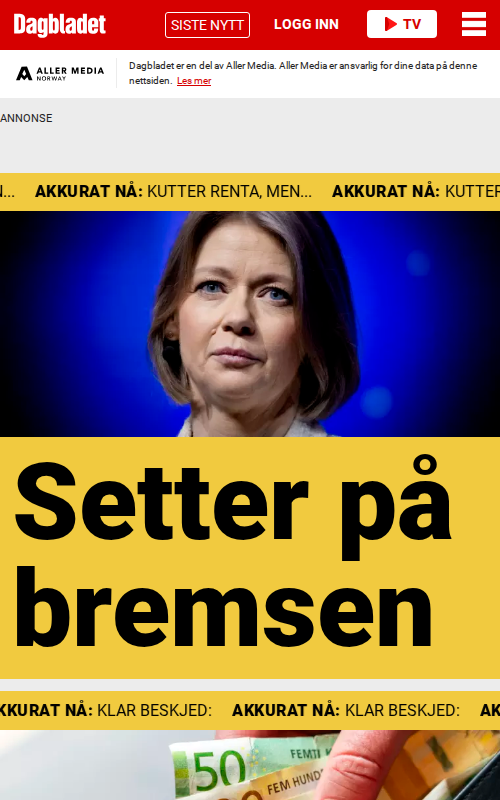 Dagbladet SISTE NYTT LOGG INN TV
ALLER MEDIA
NORWAY
Dagbladet er en del av Aller Media. Aller Media er ansvarlig for dine data på denne
nettsiden. Les mer
ANNONSE
N... AKKURAT NÅ: KUTTER RENTA, MEN... AKKURAT NÅ: KUTTER
Setter på
bremsen
KKURAT NÅ: KLAR BESKJED: AKKURAT NÅ: KLAR BESKJED: AK
50 FEMTI
FEM HUND